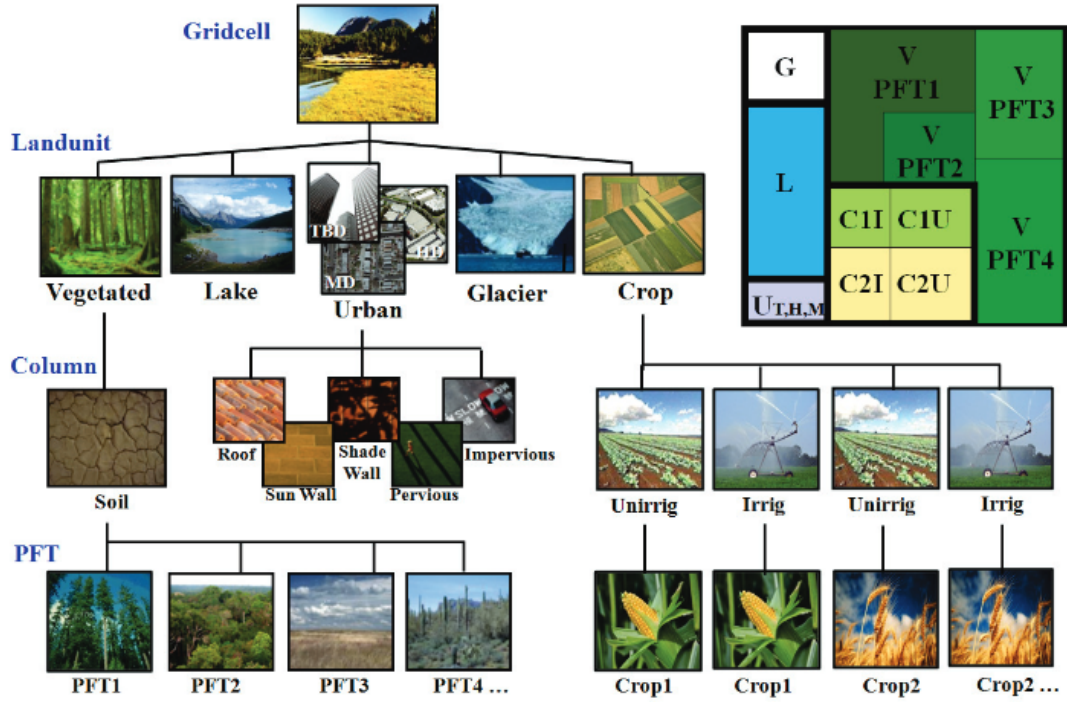 Gridcell
G
V
PFT1
V
PFT3
V
PFT2
L
C1I
C1U
V
PFT4
C2I
C2U
UT,H,M
Landunit
TBD
HD
MD
Vegetated
Lake
Urban
Glacier
Crop
Column
SLOW
Roof
Sun Wall
Shade
Wall
Pervious
Impervious
Soil
Unirrig
Irrig
Unirrig
Irrig
PFT
PFT1
PFT2
PFT3
PFT4 ...
Crop1
Crop1
Crop2
Crop2 ...